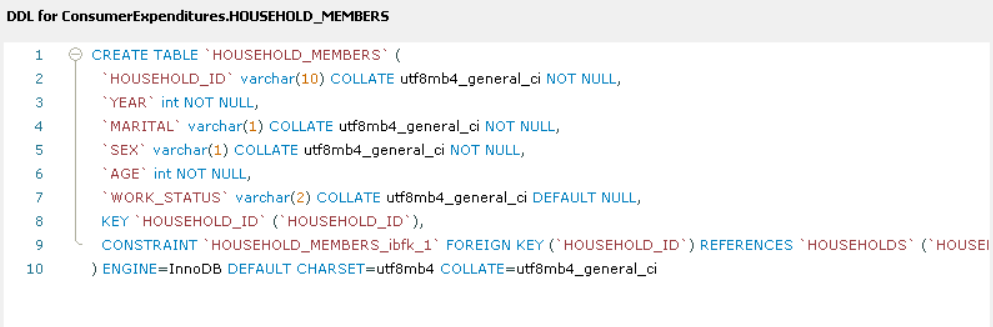 DDL for ConsumerExpenditures.HOUSEHOLD_MEMBERS
1 CREATE TABLE `HOUSEHOLD_MEMBERS` (
2 `HOUSEHOLD_ID` varchar(10) COLLATE utf8mb4_general_ci NOT NULL,
3 `YEAR` int NOT NULL,
4 `MARITAL` varchar(1) COLLATE utf8mb4_general_ci NOT NULL,
5 `SEX` varchar(1) COLLATE utf8mb4_general_ci NOT NULL,
6 `AGE` int NOT NULL,
7 `WORK_STATUS` varchar(2) COLLATE utf8mb4_general_ci DEFAULT NULL,
8 KEY `HOUSEHOLD_ID` (`HOUSEHOLD_ID`),
9 CONSTRAINT `HOUSEHOLD_MEMBERS_ibfk_1` FOREIGN KEY (`HOUSEHOLD_ID`) REFERENCES `HOUSEHOLDS` (`HOUSEI
10 ) ENGINE=InnoDB DEFAULT CHARSET=utf8mb4 COLLATE=utf8mb4_general_ci